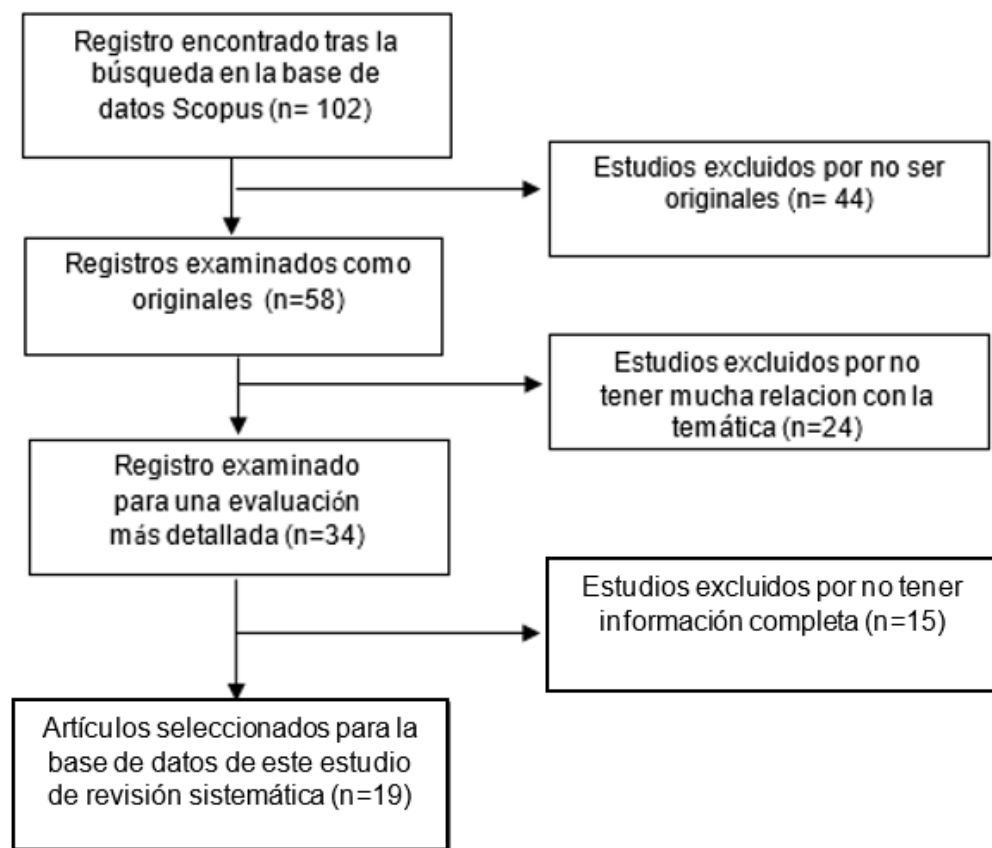 Registro encontrado tras la
búsqueda en la base de
datos Scopus (n= 102)
Estudios excluidos por no ser
originales (n= 44)
Registros examinados como
originales (n=58)
Estudios excluidos por no
tener mucha relacion con la
temática (n=24)
Registro examinado
para una evaluación
más detallada (n=34)
Estudios excluidos por no tener
información completa (n=15)
Artículos seleccionados para la
base de datos de este estudio
de revisión sistemática (n=19)